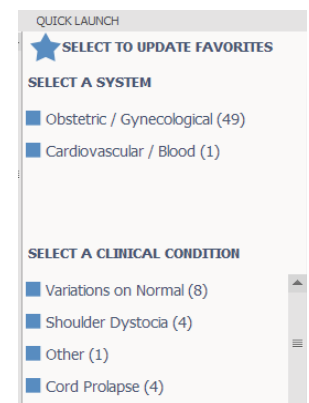 QUICK LAUNCH
SELECT TO UPDATE FAVORITES
SELECT A SYSTEM
Obstetric / Gynecological (49)
Cardiovascular / Blood (1)
SELECT A CLINICAL CONDITION
Variations on Normal (8)
Shoulder Dystocia (4)
Other (1)
Cord Prolapse (4)